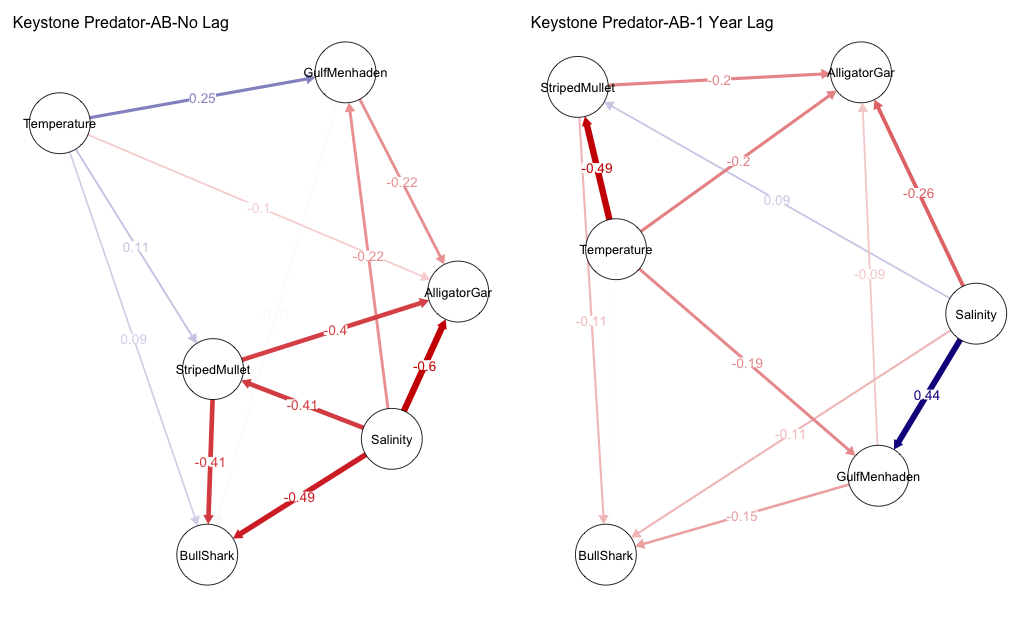 Keystone Predator-AB-No Lag
GulfMenhaden
0.25
Temperature
-0.22
-0.1
0.11
-0.22
AlligatorGar
0.01
0.09
-0.4
-0.6
StripedMullet
-0.41
Salinity
-0.41
-0.49
BullShark
Keystone Predator-AB-1 Year Lag
AlligatorGar
StripedMullet
-0.2
-0.49
-0.2
0.09
-0.26
Temperature
-0.09
Salinity
-0.11
-0.19
0.44
-0.11
GulfMenhaden
-0.15
BullShark